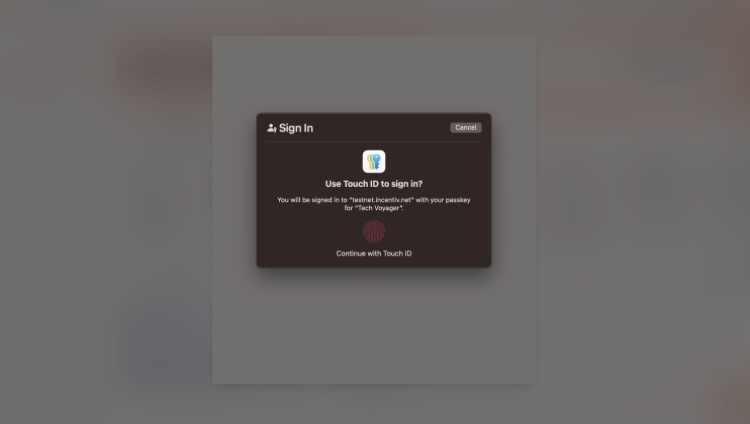 Sign In
Cancel
Use Touch ID to sign in?
You will be signed in to "testnet.incentiv.net" with your passkey
for "Tech Voyager".
Continue with Touch ID